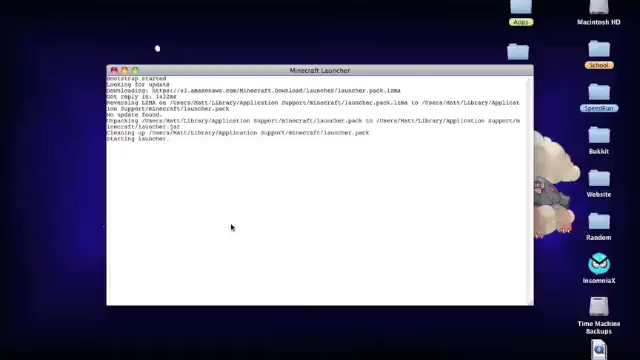 Apps
Macintosh HD
Minecraft Launcher
Bootstrap started
Looking for update
Downloading: https://s3.amazonaws.com/Minecraft.Download/launcher/launcher.pack.lzma
Got reply in: 1432ms
Reversing LZMA on /Users/Matt/Library/Application Support/minecraft/launcher.pack.lzma to /Users/Matt/Library/Applicat
ion Support/minecraft/launcher.pack
No update found.
Unpacking /Users/Matt/Library/Application Support/minecraft/launcher.pack to /Users/Matt/Library/Application Support/m
inecraft/launcher.jar
Cleaning up /Users/Matt/Library/Application Support/minecraft/launcher.pack
Starting launcher.
School
SpeedRun
Bukkit
Website
Random
InsomniaX
Time Machine
Backups